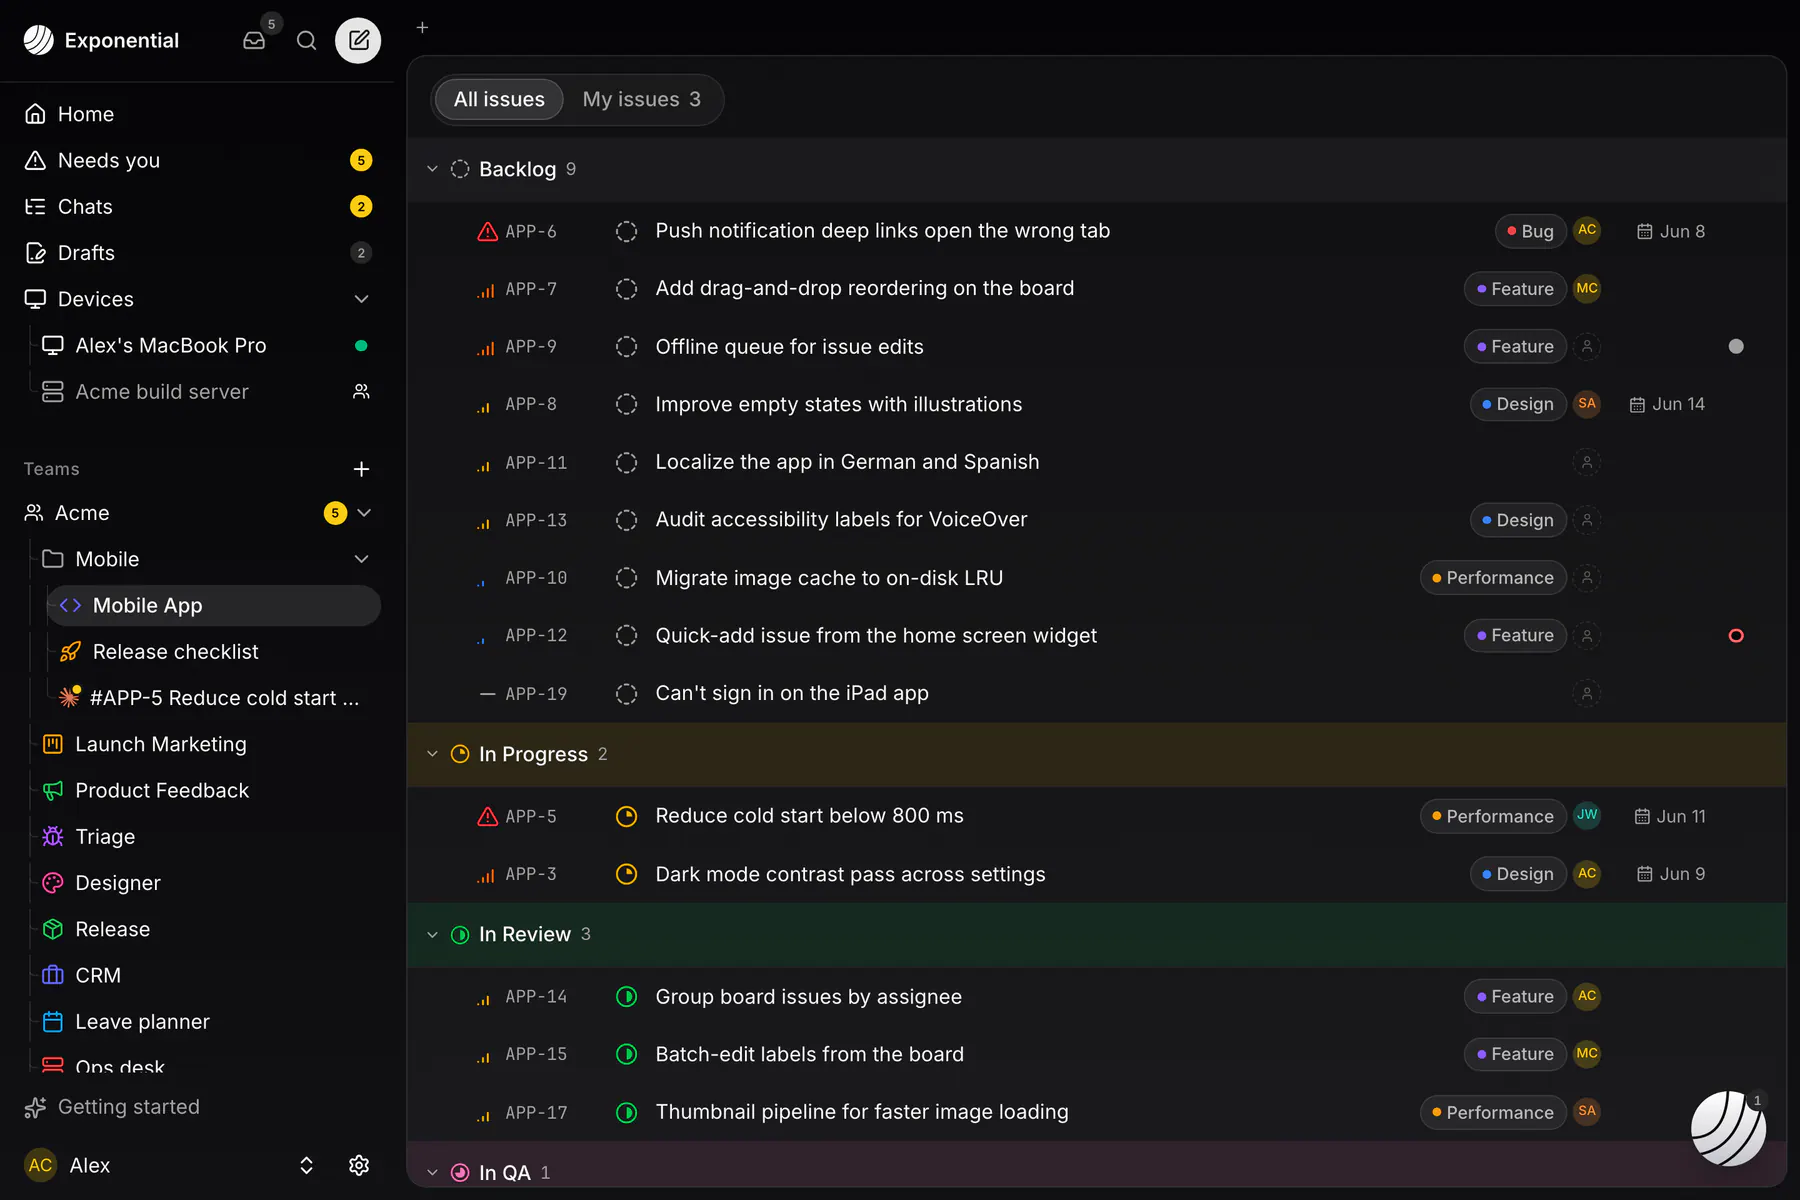 Exponential
5
Home
Needs you 5
Chats 2
Drafts 2
Devices
Alex's MacBook Pro
Acme build server
Teams
Acme 5
Mobile
Mobile App
Release checklist
#APP-5 Reduce cold start ...
Launch Marketing
Product Feedback
Triage
Designer
Release
CRM
Leave planner
Ops desk
Getting started
AC Alex
All issues My issues 3
Backlog 9
APP-6 Push notification deep links open the wrong tab Bug AC Jun 8
APP-7 Add drag-and-drop reordering on the board Feature MC
APP-9 Offline queue for issue edits Feature
APP-8 Improve empty states with illustrations Design SA Jun 14
APP-11 Localize the app in German and Spanish
APP-13 Audit accessibility labels for VoiceOver Design
APP-10 Migrate image cache to on-disk LRU Performance
APP-12 Quick-add issue from the home screen widget Feature
APP-19 Can't sign in on the iPad app
In Progress 2
APP-5 Reduce cold start below 800 ms Performance JW Jun 11
APP-3 Dark mode contrast pass across settings Design AC Jun 9
In Review 3
APP-14 Group board issues by assignee Feature AC
APP-15 Batch-edit labels from the board Feature MC
APP-17 Thumbnail pipeline for faster image loading Performance SA
1
In QA 1